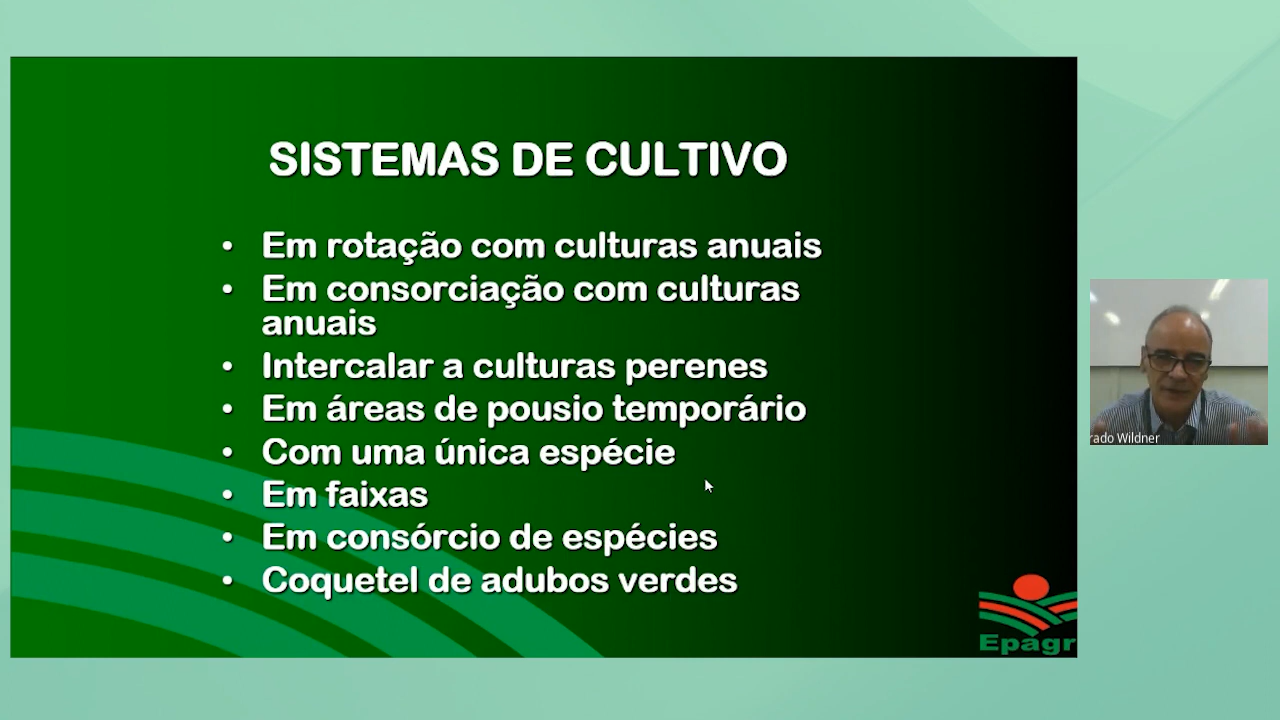 SISTEMAS DE CULTIVO
• Em rotação com culturas anuais
• Em consorciação com culturas
anuais
• Intercalar a culturas perenes
• Em áreas de pousio temporário
• Com uma única espécie
• Em faixas
• Em consórcio de espécies
• Coquetel de adubos verdes
rado Wildner
Epagr